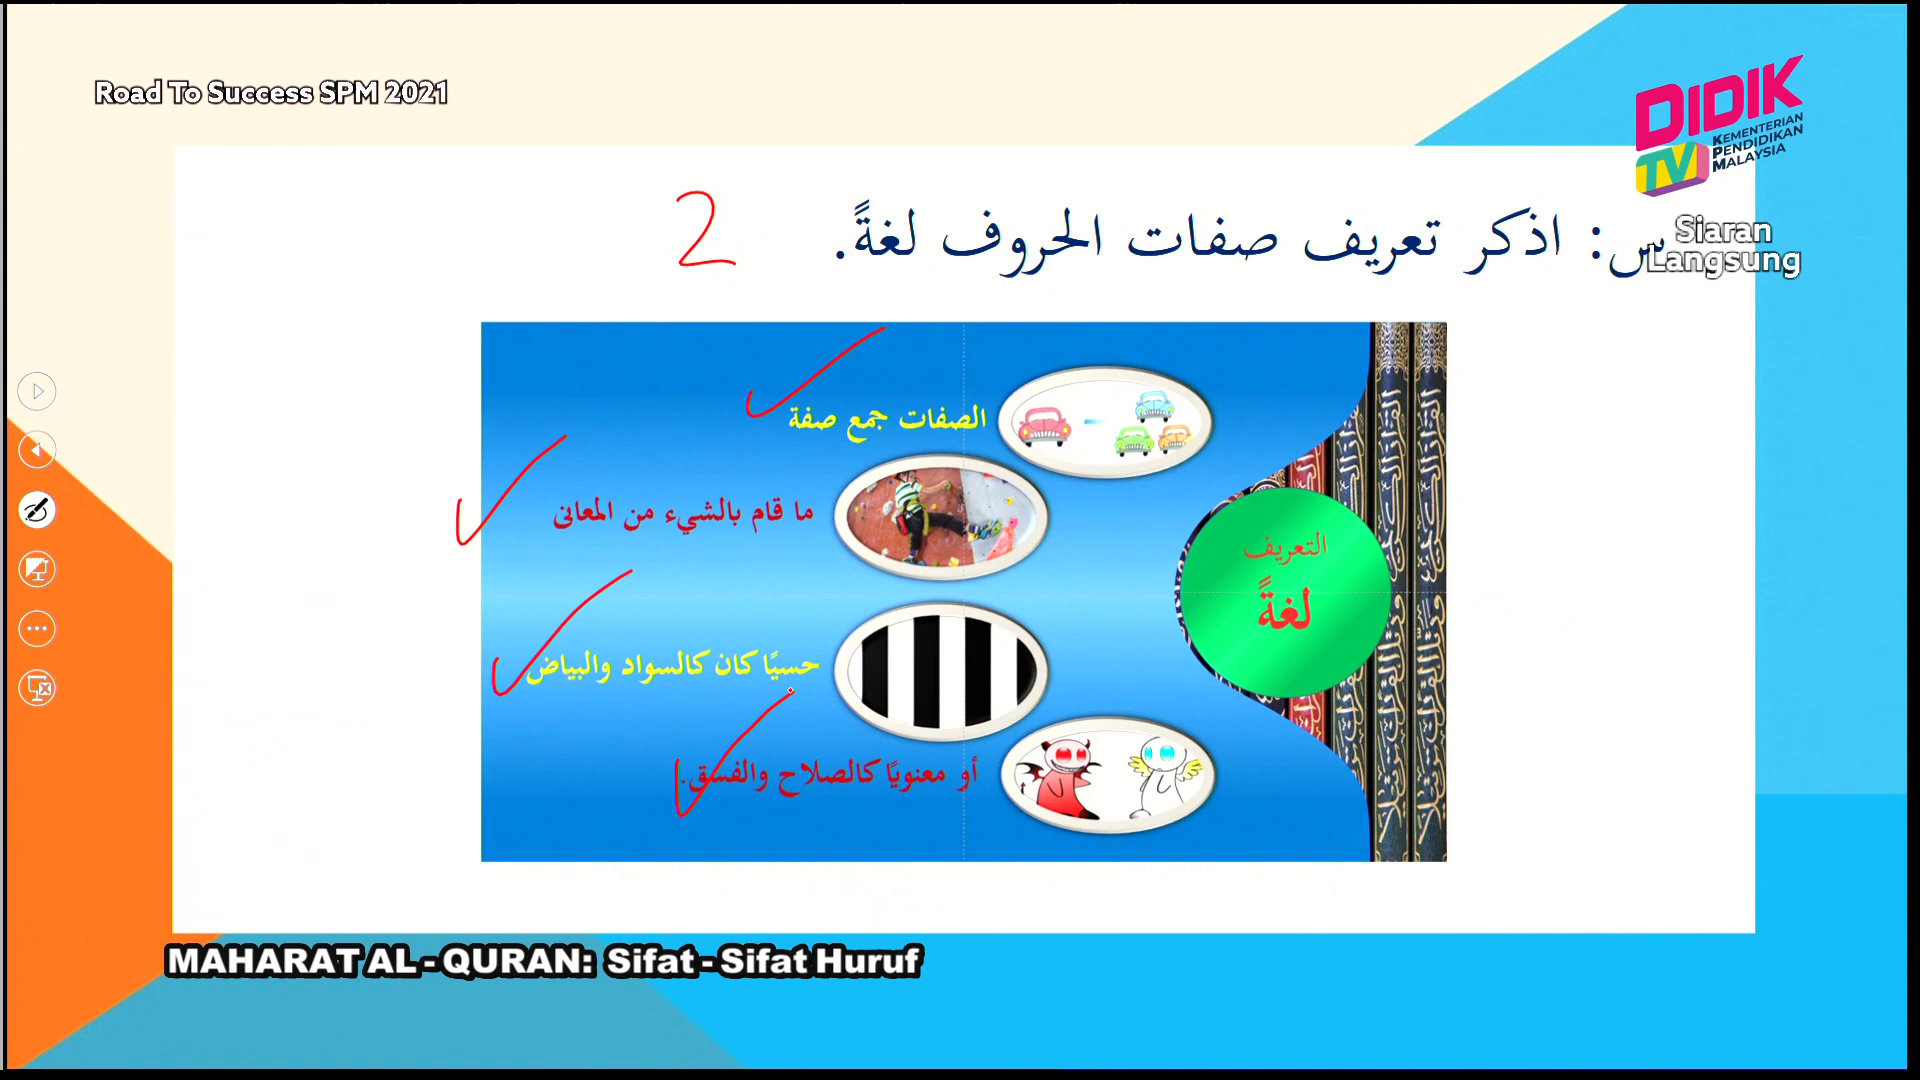 Road To Success SPM 2021
DIDIK
TV
KEMENTERIAN
PENDIDIKAN
MALAYSIA
Siaran
Langsung
س: اذكر تعريف صفات الحروف لغةً.
2
الصفات جمع صفة
ما قام بالشيء من المعانى
التعريف
لغةً
حسيًا كان كالسواد والبياض
أو معنويًا كالصلاح والفسق.
MAHARAT AL-QURAN: Sifat-Sifat Huruf